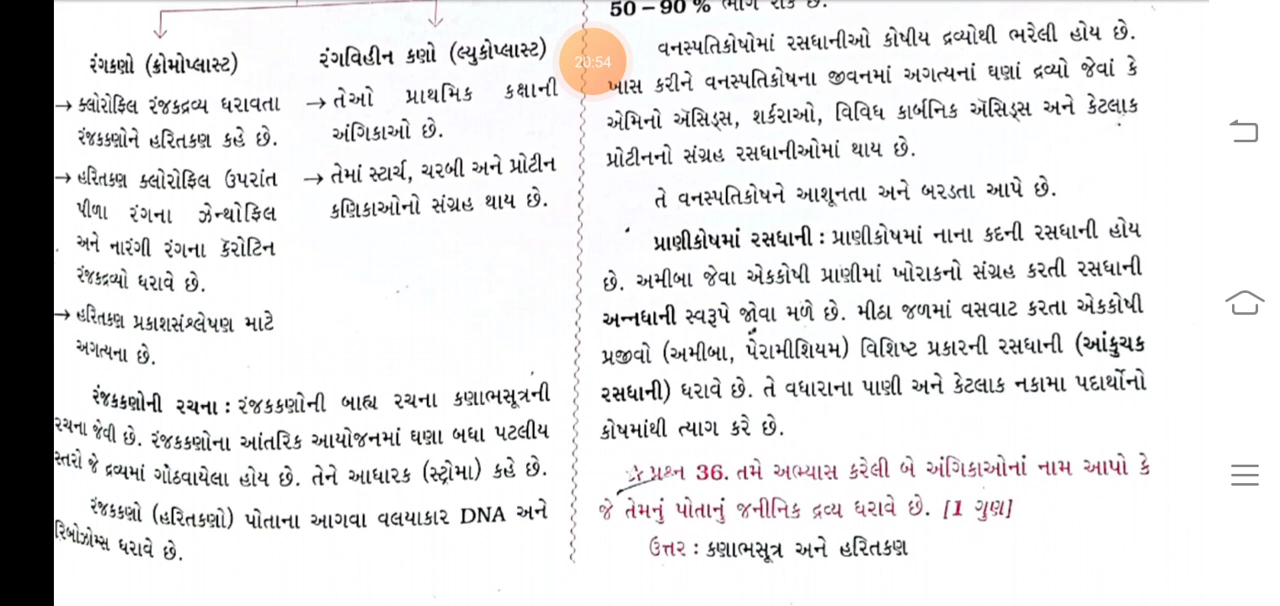 રંગકણો (ક્રોમોપ્લાસ્ટ)
→ ક્લોરોફિલ રંજકદ્રવ્ય ધરાવતા
રંજકકણોને હરિતકણ કહે છે.
→ હરિતકણ ક્લોરોફિલ ઉપરાંત
પીળા રંગના ઝેન્થોફિલ
અને નારંગી રંગના કૅરોટિન
રંજકદ્રવ્યો ધરાવે છે.
→ હરિતકણ પ્રકાશસંશ્લેષણ માટે
અગત્યના છે.
રંગવિહીન કણો (લ્યુકોપ્લાસ્ટ)
→ તેઓ પ્રાથમિક કક્ષાની
અંગિકાઓ છે.
→ તેમાં સ્ટાર્ચ, ચરબી અને પ્રોટીન
કણિકાઓનો સંગ્રહ થાય છે.
રંજકકણોની રચના : રંજકકણોની બાહ્ય રચના કણાભસૂત્રની
રચના જેવી છે. રંજકકણોના આંતરિક આયોજનમાં ઘણા બધા પટલીય
સ્તરો જે દ્રવ્યમાં ગોઠવાયેલા હોય છે. તેને આધારક (સ્ટ્રોમા) કહે છે.
રંજકકણો (હરિતકણો) પોતાના આગવા વલયાકાર DNA અને
રિબોઝોમ્સ ધરાવે છે.
50 – 90 % ભાગ રોકે છે.
20:54
વનસ્પતિકોષોમાં રસધાનીઓ કોષીય દ્રવ્યોથી ભરેલી હોય છે.
ખાસ કરીને વનસ્પતિકોષના જીવનમાં અગત્યનાં ઘણાં દ્રવ્યો જેવાં કે
એમિનો ઍસિડ્સ, શર્કરાઓ, વિવિધ કાર્બનિક ઍસિડ્સ અને કેટલાક
પ્રોટીનનો સંગ્રહ રસધાનીઓમાં થાય છે.
તે વનસ્પતિકોષને આશૂનતા અને બરડતા આપે છે.
પ્રાણીકોષમાં રસધાની : પ્રાણીકોષમાં નાના કદની રસધાની હોય
છે. અમીબા જેવા એકકોષી પ્રાણીમાં ખોરાકનો સંગ્રહ કરતી રસધાની
અન્નધાની સ્વરૂપે જોવા મળે છે. મીઠા જળમાં વસવાટ કરતા એકકોષી
પ્રજીવો (અમીબા, પૅરામીશિયમ) વિશિષ્ટ પ્રકારની રસધાની (આંકુચક
રસધાની) ધરાવે છે. તે વધારાના પાણી અને કેટલાક નકામા પદાર્થોનો
કોષમાંથી ત્યાગ કરે છે.
☆ પ્રશ્ન 36. તમે અભ્યાસ કરેલી બે અંગિકાઓનાં નામ આપો કે
જે તેમનું પોતાનું જનીનિક દ્રવ્ય ધરાવે છે. [1 ગુણ]
ઉત્તર : કણાભસૂત્ર અને હરિતકણ